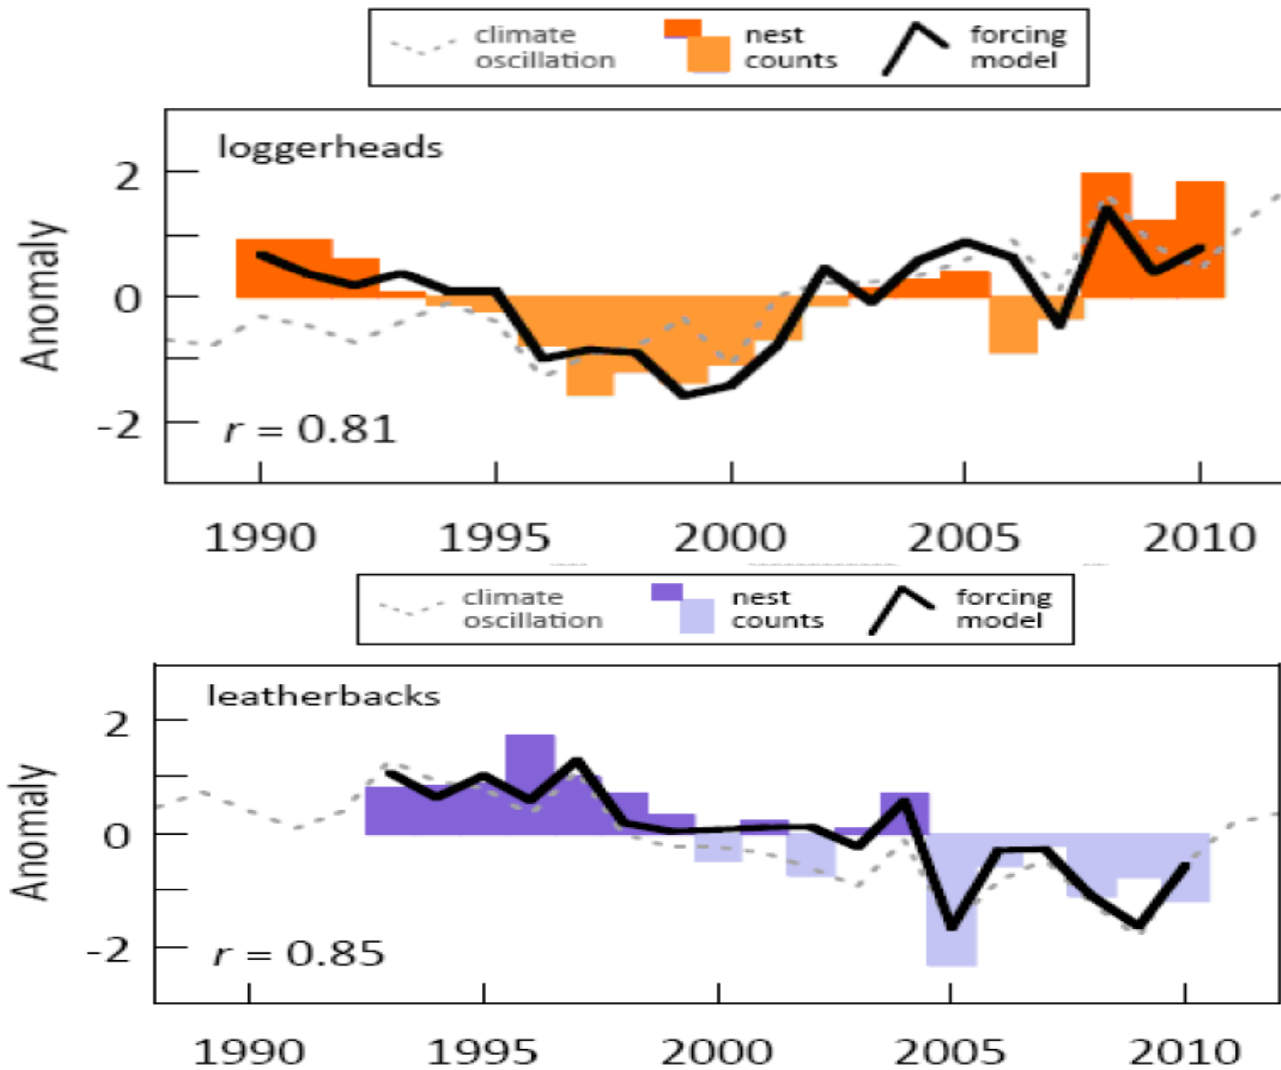 climate nest forcing
oscillation counts model
loggerheads
2
0
-2
Anomaly
r = 0.81
1990 1995 2000 2005 2010
climate nest forcing
oscillation counts model
leatherbacks
2
0
-2
Anomaly
r = 0.85
1990 1995 2000 2005 2010